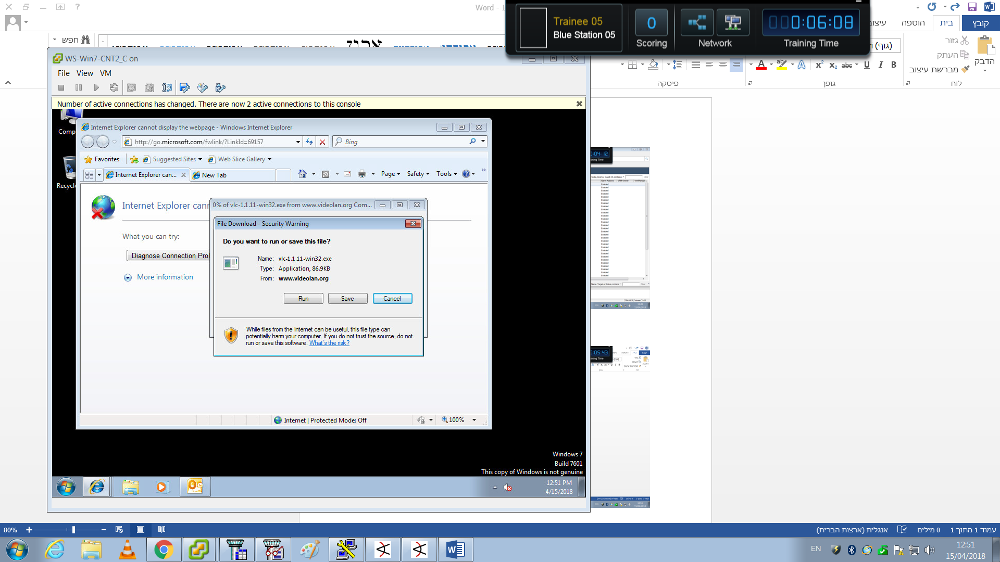 Word - 1
Trainee 05
Blue Station 05
0
Scoring
Network
0:06:08
Training Time
קובץ
בית
הוספה
עיצוב
חפש
גזור
העתק
מברשת עיצוב
הדבק
(גוף)
לוח
גופן
פיסקה
WS-Win7-CNT2_C on
File View VM
Number of active connections has changed. There are now 2 active connections to this console
Comp
Recycle
Internet Explorer cannot display the webpage - Windows Internet Explorer
http://go.microsoft.com/fwlink/?LinkId=69157
Bing
Favorites
Suggested Sites
Web Slice Gallery
Internet Explorer can...
New Tab
Page
Safety
Tools
Internet Explorer can
What you can try:
Diagnose Connection Pro
More information
0% of vlc-1.1.11-win32.exe from www.videolan.org Com...
File Download - Security Warning
Do you want to run or save this file?
Name: vlc-1.1.11-win32.exe
Type: Application, 86.9KB
From: www.videolan.org
Run
Save
Cancel
While files from the Internet can be useful, this file type can
potentially harm your computer. If you do not trust the source, do not
run or save this software. What's the risk?
Internet | Protected Mode: Off
100%
Windows 7
Build 7601
This copy of Windows is not genuine
12:51 PM
4/15/2018
0:04:12
0:05:43
80%
אנגלית (ארצות הברית)
0 מילים
עמוד 1 מתוך 1
EN
12:51
15/04/2018